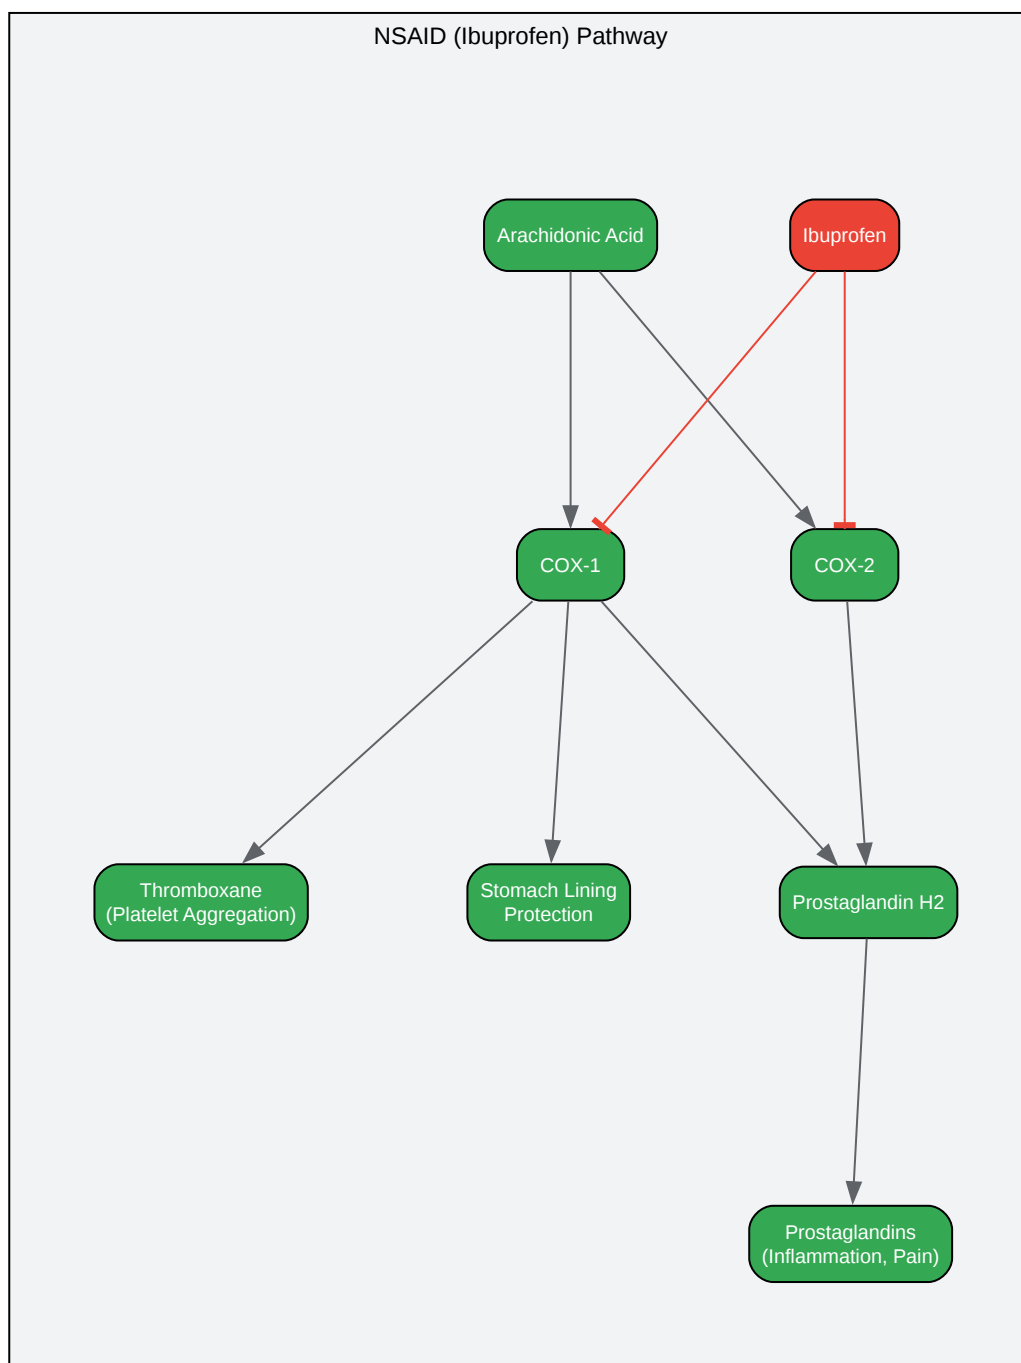 NSAID (Ibuprofen) Pathway
Arachidonic Acid
Ibuprofen
COX-1
COX-2
Thromboxane
(Platelet Aggregation)
Stomach Lining
Protection
Prostaglandin H2
Prostaglandins
(Inflammation, Pain)